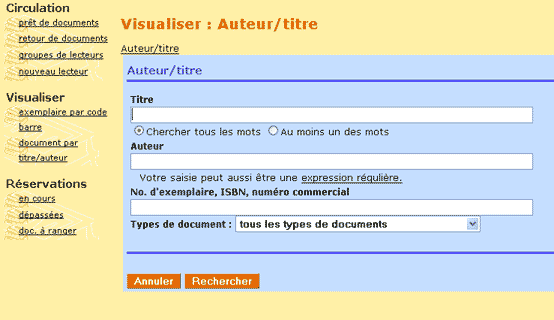 Circulation
prêt de documents
retour de documents
groupes de lecteurs
nouveau lecteur
Visualiser
exemplaire par code
barre
document par
titre/auteur
Réservations
en cours
dépassées
doc. à ranger
Visualiser : Auteur/titre
Auteur/titre
Auteur/titre
Titre
Chercher tous les mots Au moins un des mots
Auteur
Votre saisie peut aussi être une expression régulière.
No. d'exemplaire, ISBN, numéro commercial
Types de document : tous les types de documents
Annuler Rechercher